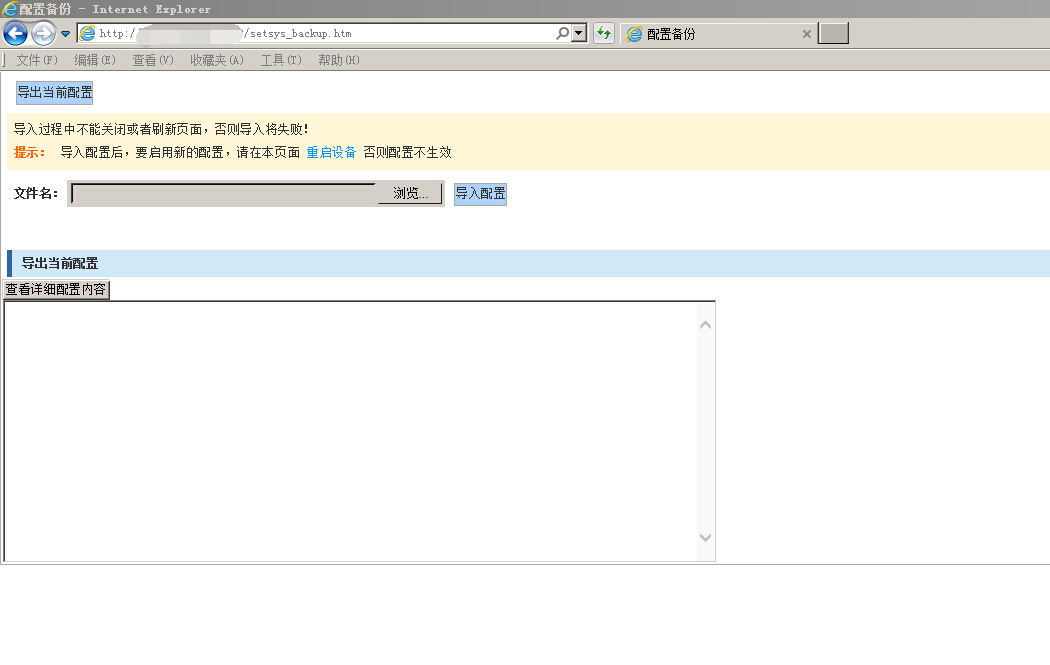 配置备份 - Internet Explorer
http:// /setsys_backup.htm
配置备份
文件(F) 编辑(E) 查看(V) 收藏夹(A) 工具(T) 帮助(H)
导出当前配置
导入过程中不能关闭或者刷新页面，否则导入将失败！
提示： 导入配置后，要启用新的配置，请在本页面 重启设备 否则配置不生效
文件名： 浏览... 导入配置
导出当前配置
查看详细配置内容